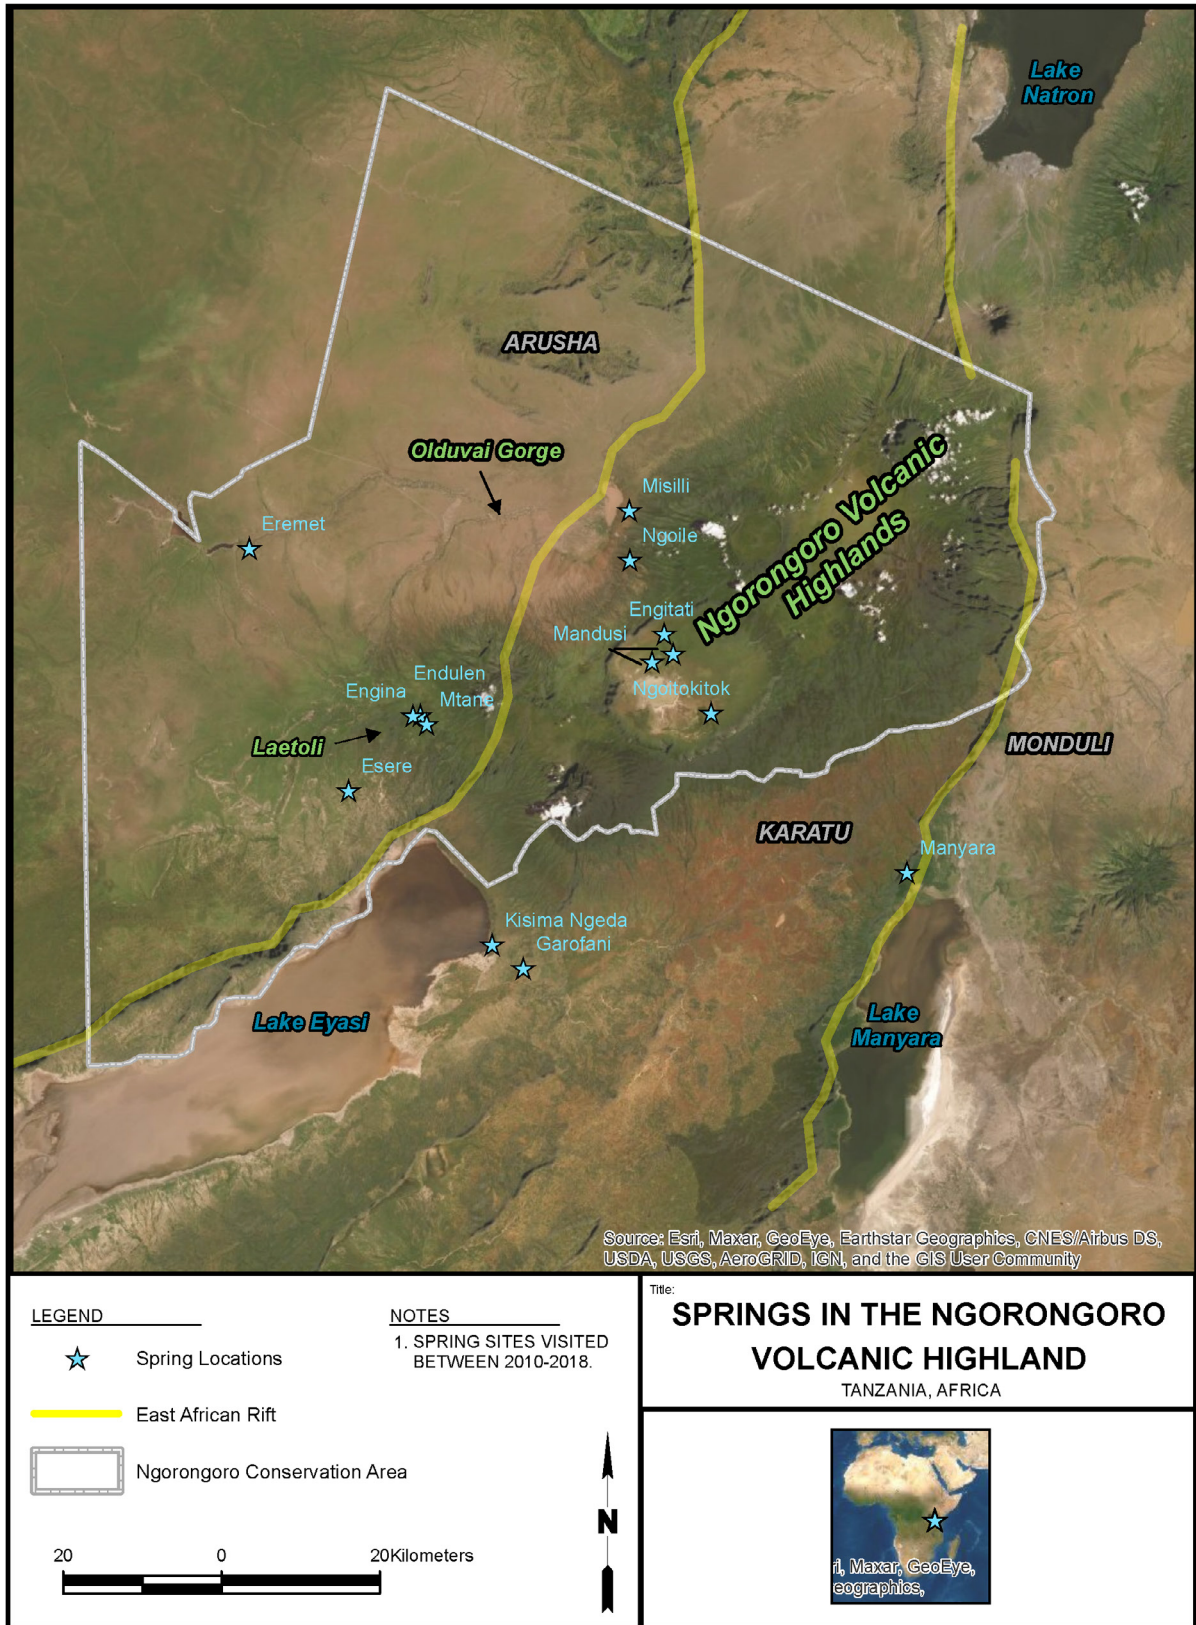 Lake
Natron
ARUSHA
Olduvai Gorge
Misilli
Eremet
Ngoile
Ngorongoro Volcanic
Highlands
Engitati
Mandusi
Endulen
Engina
Mtane
Ngoitokitok
Laetoli
MONDULI
Esere
KARATU
Manyara
Kisima Ngeda
Garofani
Lake Eyasi
Lake
Manyara
Source: Esri, Maxar, GeoEye, Earthstar Geographics, CNES/Airbus DS,
USDA, USGS, AeroGRID, IGN, and the GIS User Community
LEGEND
Spring Locations
East African Rift
Ngorongoro Conservation Area
20 0 20Kilometers
NOTES
1. SPRING SITES VISITED
BETWEEN 2010-2018.
N
Title:
SPRINGS IN THE NGORONGORO
VOLCANIC HIGHLAND
TANZANIA, AFRICA
ri, Maxar, GeoEye,
eographics,